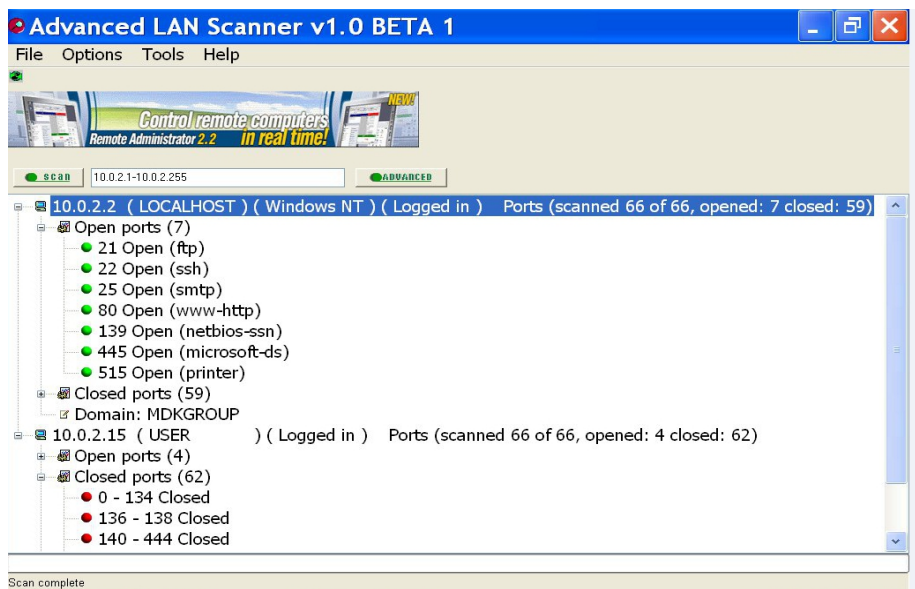 Advanced LAN Scanner v1.0 BETA 1
File Options Tools Help
Control remote computers
NEW!
Remote Administrator 2.2 in real time!
scan 10.0.2.1-10.0.2.255 ADVANCED
10.0.2.2 ( LOCALHOST ) ( Windows NT ) ( Logged in ) Ports (scanned 66 of 66, opened: 7 closed: 59)
Open ports (7)
21 Open (ftp)
22 Open (ssh)
25 Open (smtp)
80 Open (www-http)
139 Open (netbios-ssn)
445 Open (microsoft-ds)
515 Open (printer)
Closed ports (59)
Domain: MDKGROUP
10.0.2.15 ( USER ) ( Logged in ) Ports (scanned 66 of 66, opened: 4 closed: 62)
Open ports (4)
Closed ports (62)
0 - 134 Closed
136 - 138 Closed
140 - 444 Closed
Scan complete